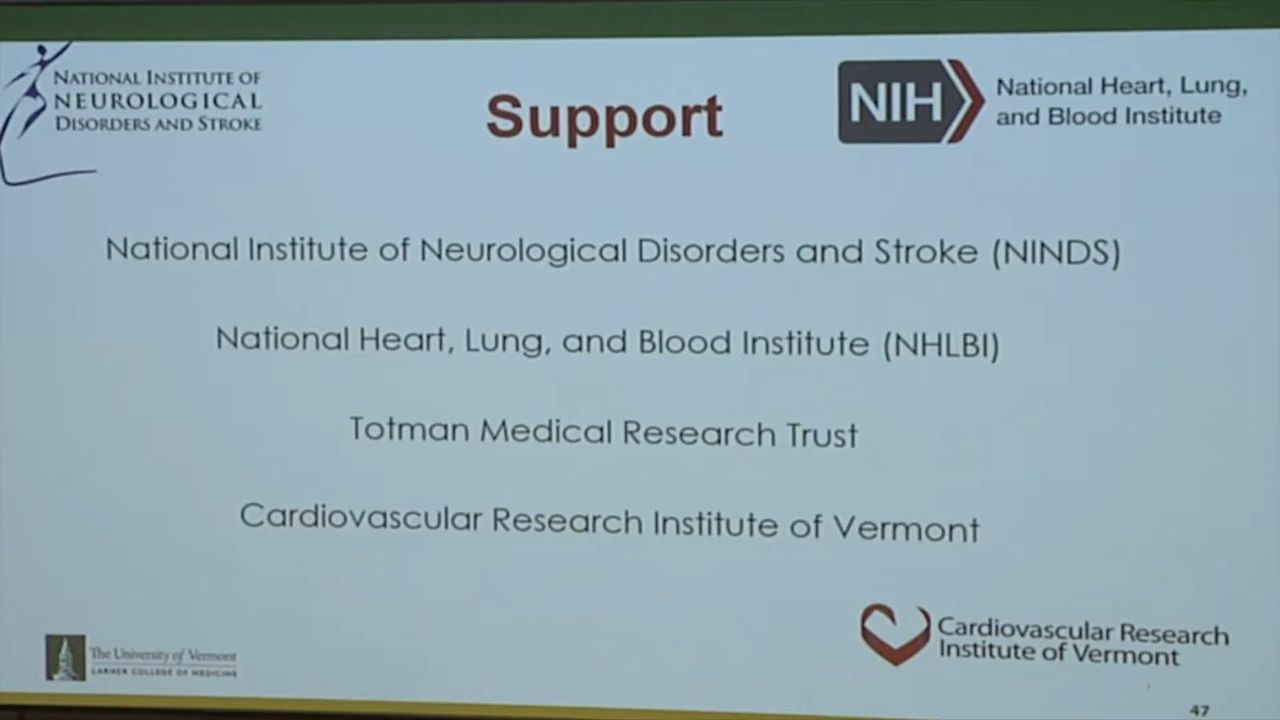 NATIONAL INSTITUTE OF
NEUROLOGICAL
DISORDERS AND STROKE
Support
NIH
National Heart, Lung,
and Blood Institute
National Institute of Neurological Disorders and Stroke (NINDS)
National Heart, Lung, and Blood Institute (NHLBI)
Totman Medical Research Trust
Cardiovascular Research Institute of Vermont
The University of Vermont
LARNER COLLEGE OF MEDICINE
Cardiovascular Research
Institute of Vermont
47